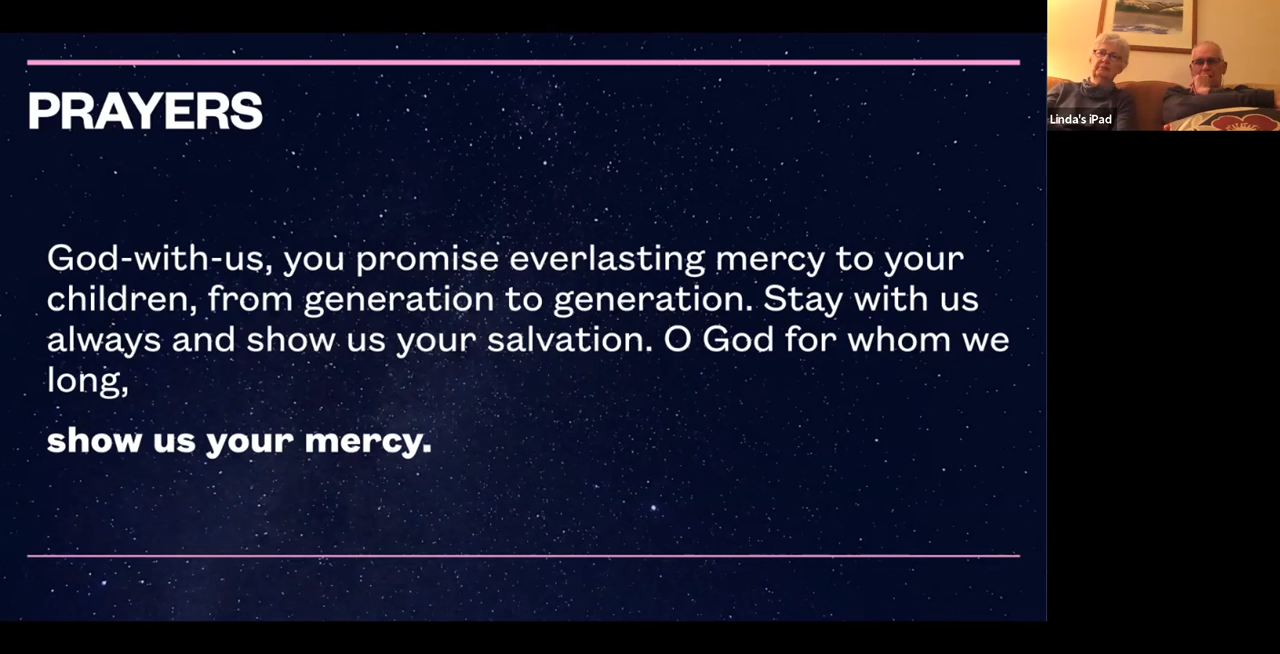 PRAYERS
God-with-us, you promise everlasting mercy to your
children, from generation to generation. Stay with us
always and show us your salvation. O God for whom we
long,
show us your mercy.
Linda's iPad